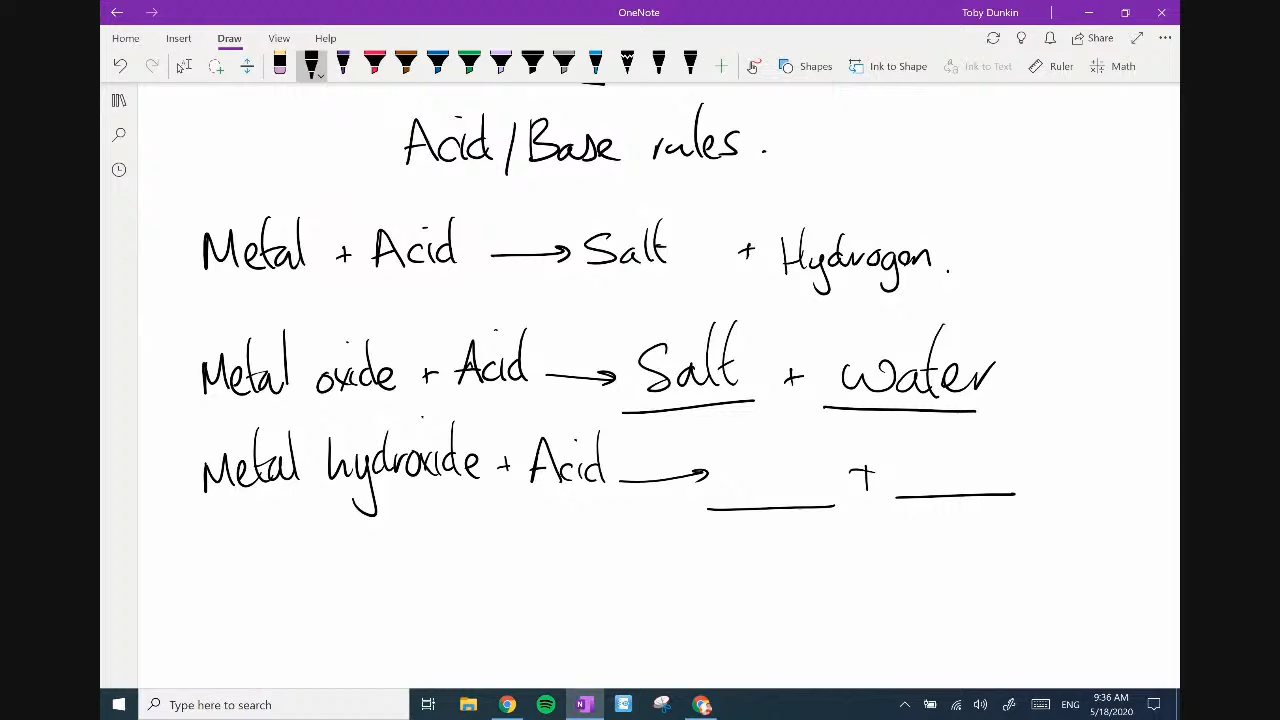 OneNote
Toby Dunkin
Home Insert Draw View Help
Share
Shapes Ink to Shape Ink to Text Ruler Math
Acid/Base rules.
Metal + Acid → Salt + Hydrogen.
Metal oxide + Acid → Salt + Water
Metal hydroxide + Acid → ____ + ____
Type here to search
ENG
9:36 AM
5/18/2020